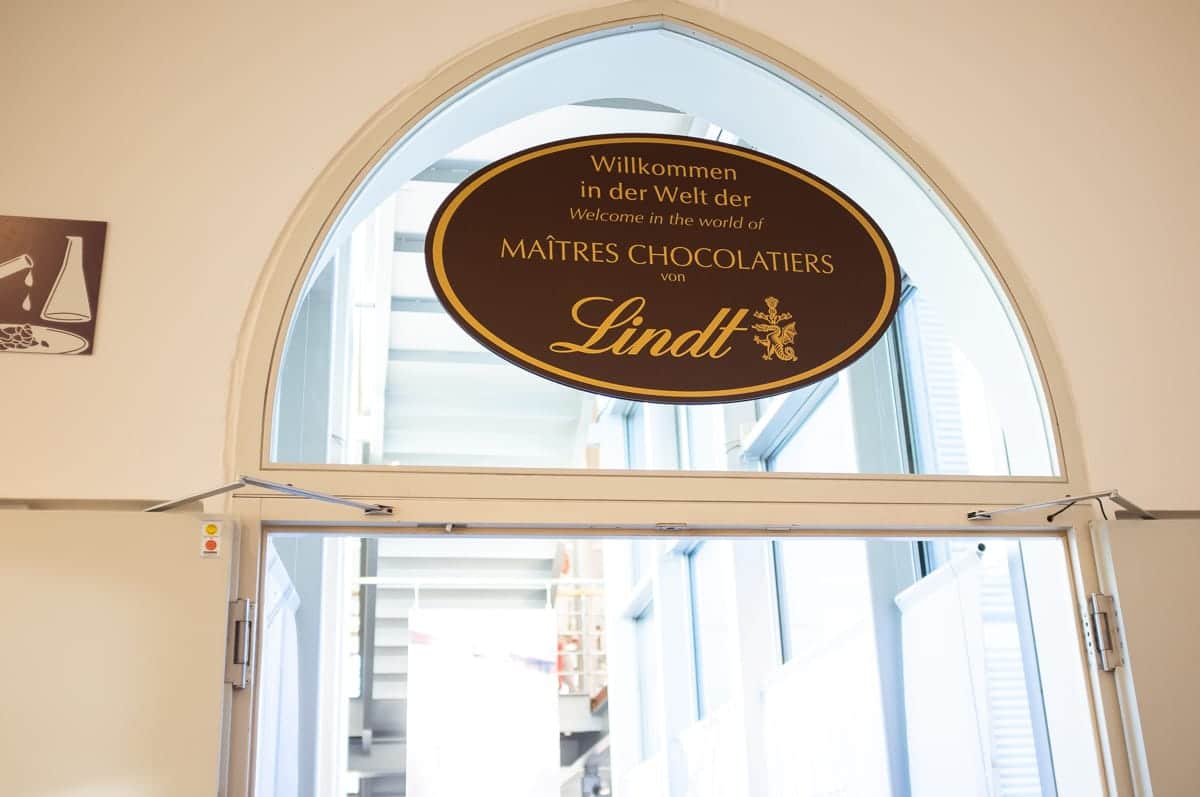 Willkommen
in der Welt der
Welcome in the world of
MAÎTRES CHOCOLATIERS
von
Lindt